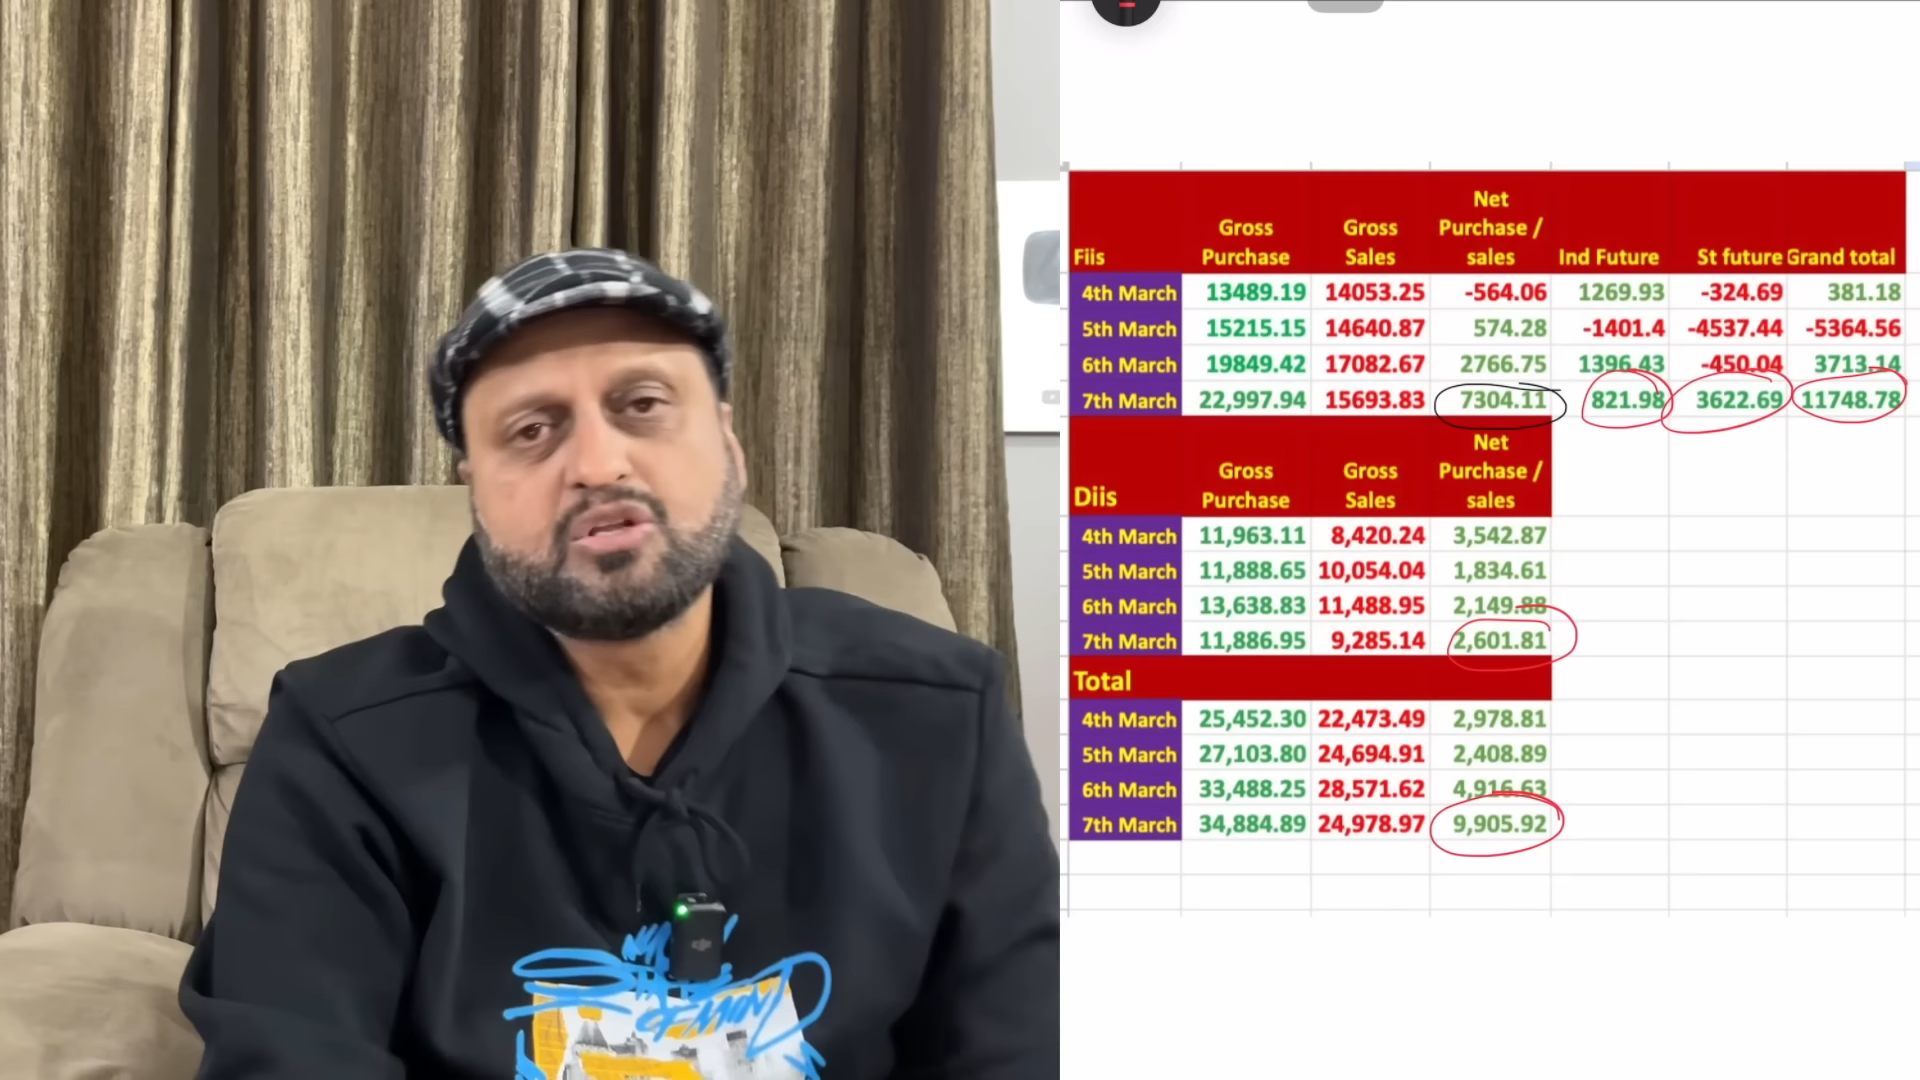 Fiis Gross Purchase Gross Sales Net Purchase / sales Ind Future St future Grand total
4th March 13489.19 14053.25 -564.06 1269.93 -324.69 381.18
5th March 15215.15 14640.87 574.28 -1401.4 -4537.44 -5364.56
6th March 19849.42 17082.67 2766.75 1396.43 -450.04 3713.14
7th March 22,997.94 15693.83 7304.11 821.98 3622.69 11748.78
Diis Gross Purchase Gross Sales Net Purchase / sales
4th March 11,963.11 8,420.24 3,542.87
5th March 11,888.65 10,054.04 1,834.61
6th March 13,638.83 11,488.95 2,149.88
7th March 11,886.95 9,285.14 2,601.81
Total
4th March 25,452.30 22,473.49 2,978.81
5th March 27,103.80 24,694.91 2,408.89
6th March 33,488.25 28,571.62 4,916.63
7th March 34,884.89 24,978.97 9,905.92
dji
STATE
OF MIND